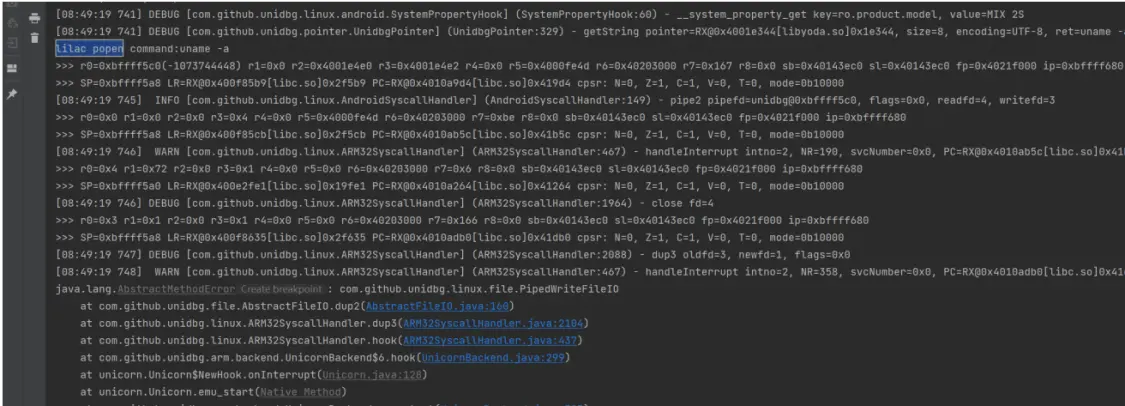 [08:49:19 741] DEBUG [com.github.unidbg.linux.android.SystemPropertyHook] (SystemPropertyHook:60) - __system_property_get key=ro.product.model, value=MIX 2S
[08:49:19 741] DEBUG [com.github.unidbg.pointer.UnidbgPointer] (UnidbgPointer:329) - getString pointer=RX@0x4001e344[libyoda.so]0x1e344, size=8, encoding=UTF-8, ret=uname -
lilac popen command:uname -a
>>> r0=0xbffff5c0(-1073744448) r1=0x0 r2=0x4001e4e0 r3=0x4001e4e2 r4=0x0 r5=0x4000fe4d r6=0x40203000 r7=0x167 r8=0x0 sb=0x40143ec0 sl=0x40143ec0 fp=0x4021f000 ip=0xbffff680
>>> SP=0xbffff5a8 LR=RX@0x400f85b9[libc.so]0x2f5b9 PC=RX@0x4010a9d4[libc.so]0x419d4 cpsr: N=0, Z=1, C=1, V=0, T=0, mode=0b10000
[08:49:19 745]  INFO [com.github.unidbg.linux.AndroidSyscallHandler] (AndroidSyscallHandler:149) - pipe2 pipefd=unidbg@0xbffff5c0, flags=0x0, readfd=4, writefd=3
>>> r0=0x0 r1=0x0 r2=0x0 r3=0x4 r4=0x0 r5=0x4000fe4d r6=0x40203000 r7=0xbe r8=0x0 sb=0x40143ec0 sl=0x40143ec0 fp=0x4021f000 ip=0xbffff680
>>> SP=0xbffff5a8 LR=RX@0x400f85cb[libc.so]0x2f5cb PC=RX@0x4010ab5c[libc.so]0x41b5c cpsr: N=0, Z=1, C=1, V=0, T=0, mode=0b10000
[08:49:19 746]  WARN [com.github.unidbg.linux.ARM32SyscallHandler] (ARM32SyscallHandler:467) - handleInterrupt intno=2, NR=190, svcNumber=0x0, PC=RX@0x4010ab5c[libc.so]
>>> r0=0x4 r1=0x72 r2=0x0 r3=0x1 r4=0x0 r5=0x0 r6=0x40203000 r7=0x6 r8=0x0 sb=0x40143ec0 sl=0x40143ec0 fp=0x4021f000 ip=0xbffff680
>>> SP=0xbffff5a0 LR=RX@0x400e2fe1[libc.so]0x19fe1 PC=RX@0x4010a264[libc.so]0x41264 cpsr: N=0, Z=1, C=1, V=0, T=0, mode=0b10000
[08:49:19 746] DEBUG [com.github.unidbg.linux.ARM32SyscallHandler] (ARM32SyscallHandler:1964) - close fd=4
>>> r0=0x3 r1=0x1 r2=0x0 r3=0x1 r4=0x0 r5=0x0 r6=0x40203000 r7=0x166 r8=0x0 sb=0x40143ec0 sl=0x40143ec0 fp=0x4021f000 ip=0xbffff680
>>> SP=0xbffff5a8 LR=RX@0x400f8635[libc.so]0x2f635 PC=RX@0x4010adb0[libc.so]0x41db0 cpsr: N=0, Z=1, C=1, V=0, T=0, mode=0b10000
[08:49:19 747] DEBUG [com.github.unidbg.linux.ARM32SyscallHandler] (ARM32SyscallHandler:2088) - dup3 oldfd=3, newfd=1, flags=0x0
[08:49:19 748]  WARN [com.github.unidbg.linux.ARM32SyscallHandler] (ARM32SyscallHandler:467) - handleInterrupt intno=2, NR=358, svcNumber=0x0, PC=RX@0x4010adb0[libc.so]
java.lang.AbstractMethodError Create breakpoint : com.github.unidbg.linux.file.PipedWriteFileIO
at com.github.unidbg.file.AbstractFileIO.dup2(AbstractFileIO.java:160)
at com.github.unidbg.linux.ARM32SyscallHandler.dup3(ARM32SyscallHandler.java:2104)
at com.github.unidbg.linux.ARM32SyscallHandler.hook(ARM32SyscallHandler.java:437)
at com.github.unidbg.arm.backend.UnicornBackend$6.hook(UnicornBackend.java:299)
at unicorn.Unicorn$NewHook.onInterrupt(Unicorn.java:128)
at unicorn.Unicorn.emu_start(Native Method)